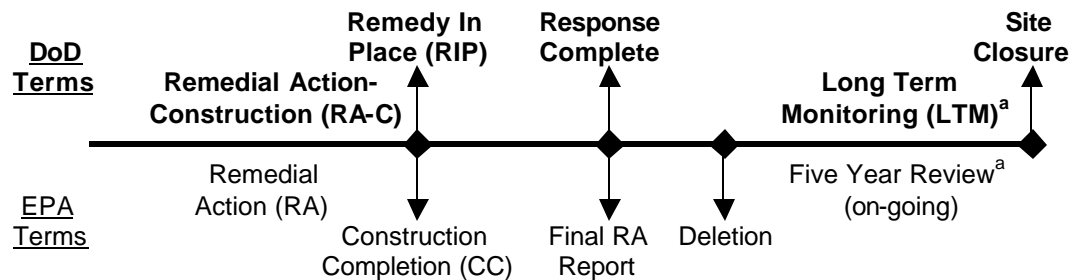 DoD
Terms
Remedial Action-
Construction (RA-C)
Remedy In
Place (RIP)
Response
Complete
Long Term
Monitoring (LTM)a
Site
Closure
EPA
Terms
Remedial
Action (RA)
Construction
Completion (CC)
Final RA
Report
Deletion
Five Year Reviewa
(on-going)